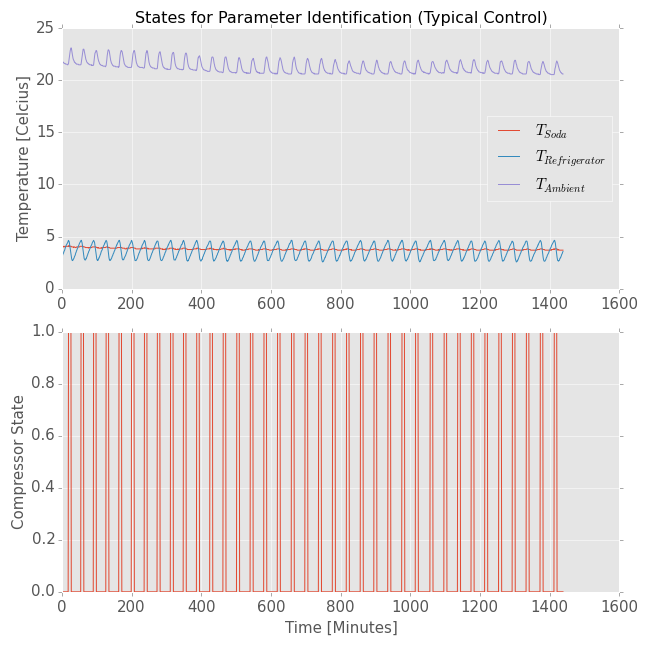 States for Parameter Identification (Typical Control)
25
20
15
10
5
0
Temperature [Celcius]
T_Soda
T_Refrigerator
T_Ambient
0 200 400 600 800 1000 1200 1400 1600
1.0
0.8
0.6
0.4
0.2
0.0
Compressor State
0 200 400 600 800 1000 1200 1400 1600
Time [Minutes]